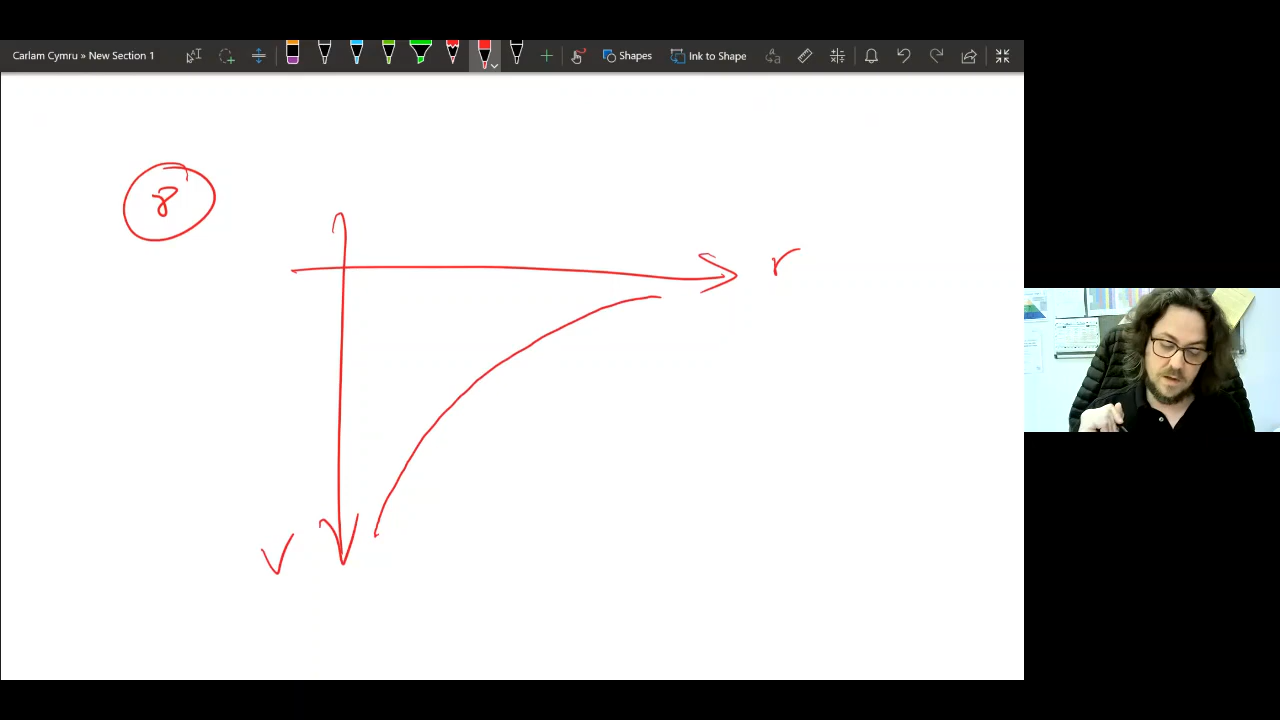 Carlam Cymru » New Section 1
Shapes
Ink to Shape
8
r
V